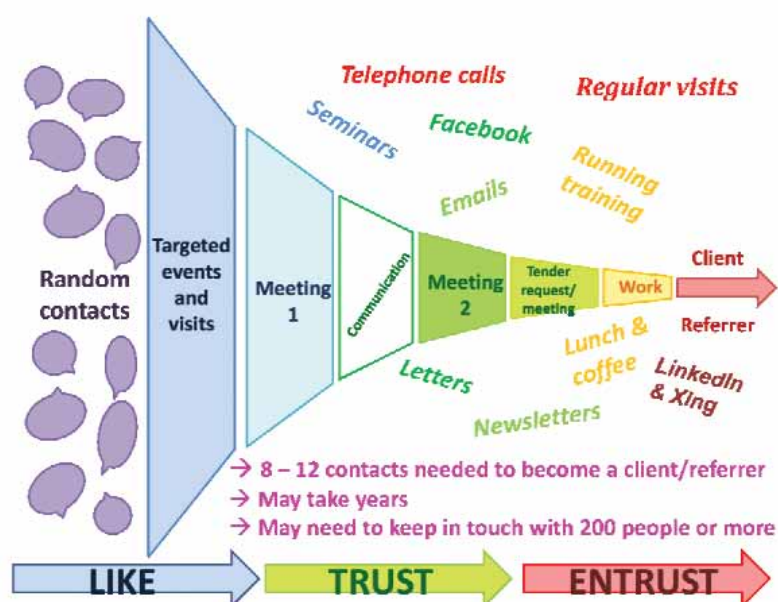 Telephone calls
Regular visits
Seminars
Facebook
Running
training
Emails
Random
contacts
Targeted
events
and
visits
Meeting
1
Communication
Meeting
2
Tender
request/
meeting
Work
Client
Referrer
Lunch &
coffee
LinkedIn
& Xing
Letters
Newsletters
→ 8 – 12 contacts needed to become a client/referrer
→ May take years
→ May need to keep in touch with 200 people or more
LIKE
TRUST
ENTRUST